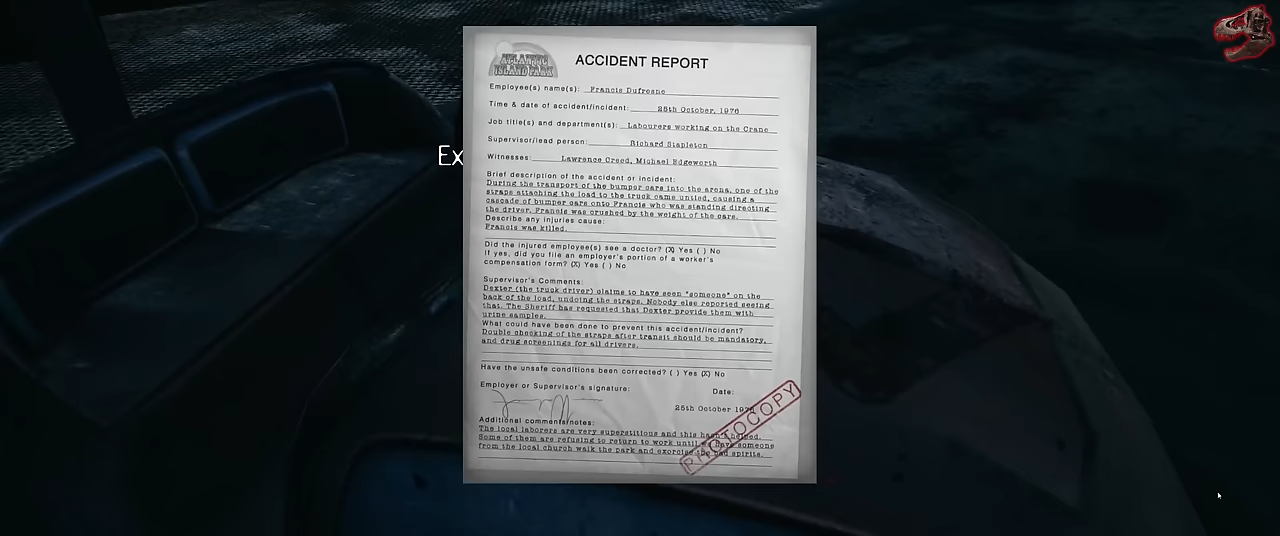 ATLANTIC
ISLAND PARK
ACCIDENT REPORT
Employee(s) name(s): Francis Dufresne
Time & date of accident/incident: 25th October, 1976
Job title(s) and department(s): Labourers working on the Crane
Supervisor/lead person: Richard Stapleton
Witnesses: Lawrence Creed, Michael Edgeworth
Ex
Brief description of the accident or incident:
During the transport of the bumper cars into the arena, one of the
straps attaching the load to the truck came untied, causing a
cascade of bumper cars onto Francis who was standing directing
the driver. Francis was crushed by the weight of the cars.
Describe any injuries cause:
Francis was killed.
Did the injured employee(s) see a doctor? (X) Yes ( ) No
If yes, did you file an employer's portion of a worker's
compensation form? (X) Yes ( ) No
Supervisor's Comments:
Dexter (the truck driver) claims to have seen "someone" on the
back of the load, undoing the straps. Nobody else reported seeing
that. The Sheriff has requested that Dexter provide them with
urine samples.
What could have been done to prevent this accident/incident?
Double checking of the straps after transit should be mandatory,
and drug screenings for all drivers.
Have the unsafe conditions been corrected? ( ) Yes (X) No
Employer or Supervisor's signature: Date:
25th October 1976
PHOTOCOPY
Additional comments/notes:
The local laborers are very superstitious and this hasn't helped.
Some of them are refusing to return to work until we have someone
from the local church walk the park and exorcise the bad spirits.